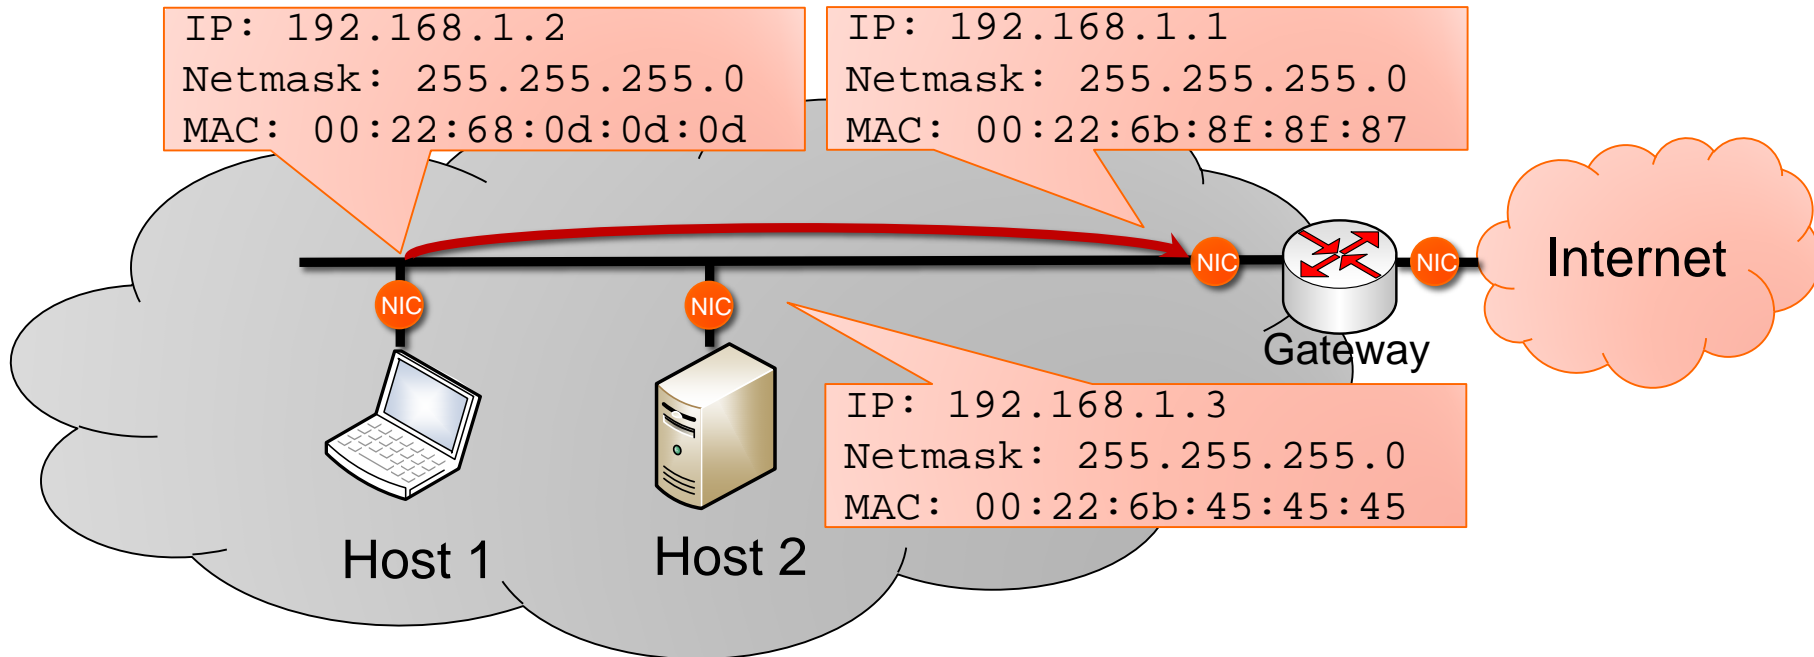 IP: 192.168.1.2
Netmask: 255.255.255.0
MAC: 00:22:68:0d:0d:0d
IP: 192.168.1.1
Netmask: 255.255.255.0
MAC: 00:22:6b:8f:8f:87
NIC
NIC
Internet
NIC
NIC
Gateway
IP: 192.168.1.3
Netmask: 255.255.255.0
MAC: 00:22:6b:45:45:45
Host 1
Host 2